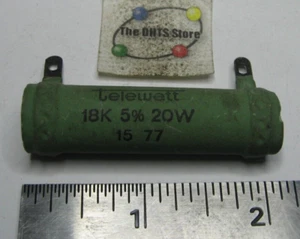 The OHTS Store
Telewatt
18K 5% 20W
15 77
1 2